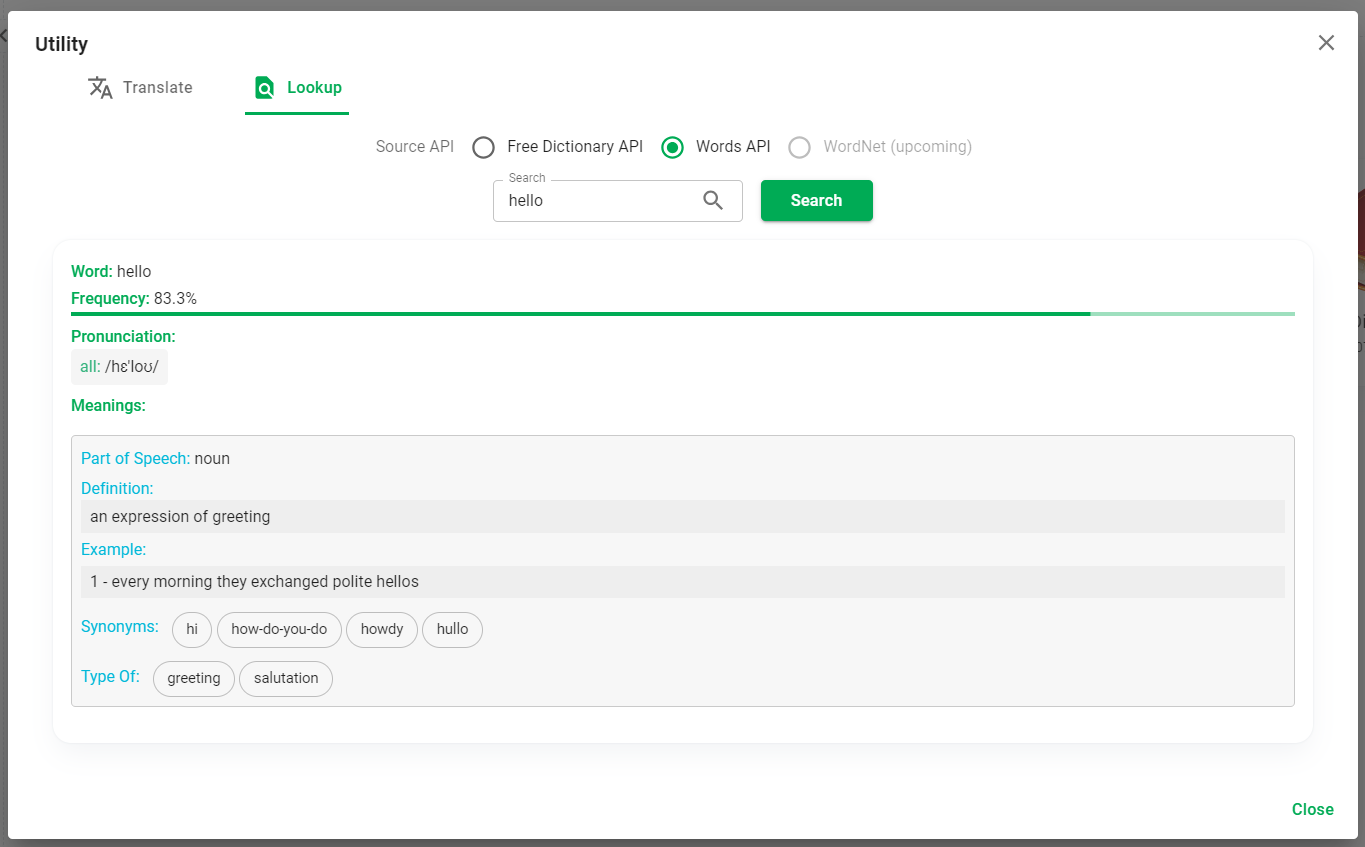 Utility
Translate Lookup
Source API Free Dictionary API Words API WordNet (upcoming)
Search
hello Search
Word: hello
Frequency: 83.3%
Pronunciation:
all: /hɛ'loʊ/
Meanings:
Part of Speech: noun
Definition:
an expression of greeting
Example:
1 - every morning they exchanged polite hellos
Synonyms: hi how-do-you-do howdy hullo
Type Of: greeting salutation
Close